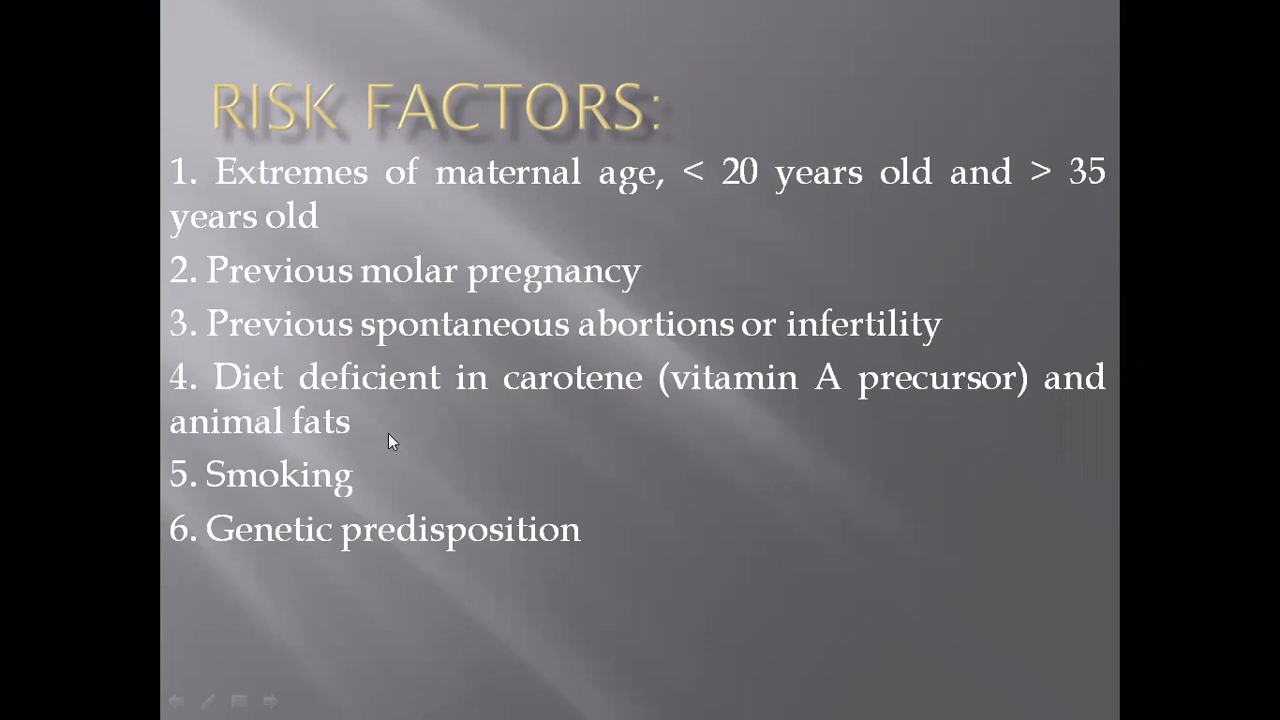 RISK FACTORS:
1. Extremes of maternal age, < 20 years old and > 35
years old
2. Previous molar pregnancy
3. Previous spontaneous abortions or infertility
4. Diet deficient in carotene (vitamin A precursor) and
animal fats
5. Smoking
6. Genetic predisposition